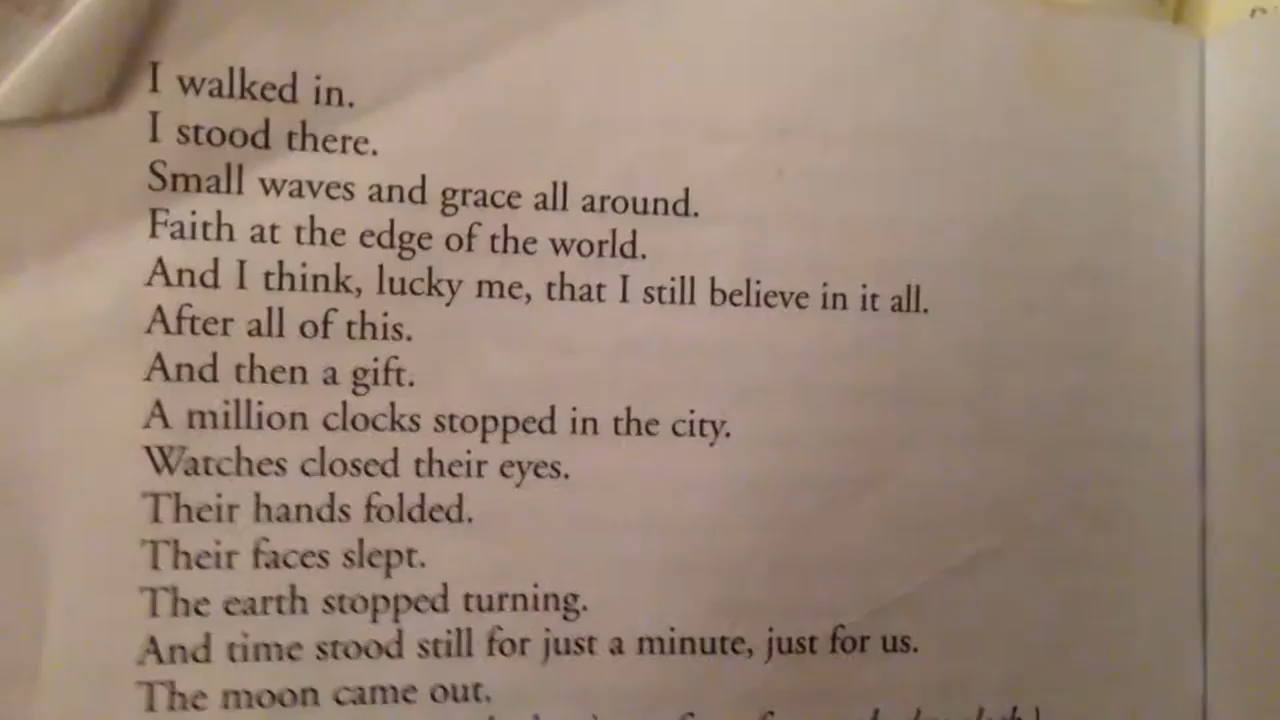 I walked in.
I stood there.
Small waves and grace all around.
Faith at the edge of the world.
And I think, lucky me, that I still believe in it all.
After all of this.
And then a gift.
A million clocks stopped in the city.
Watches closed their eyes.
Their hands folded.
Their faces slept.
The earth stopped turning.
And time stood still for just a minute, just for us.
The moon came out.